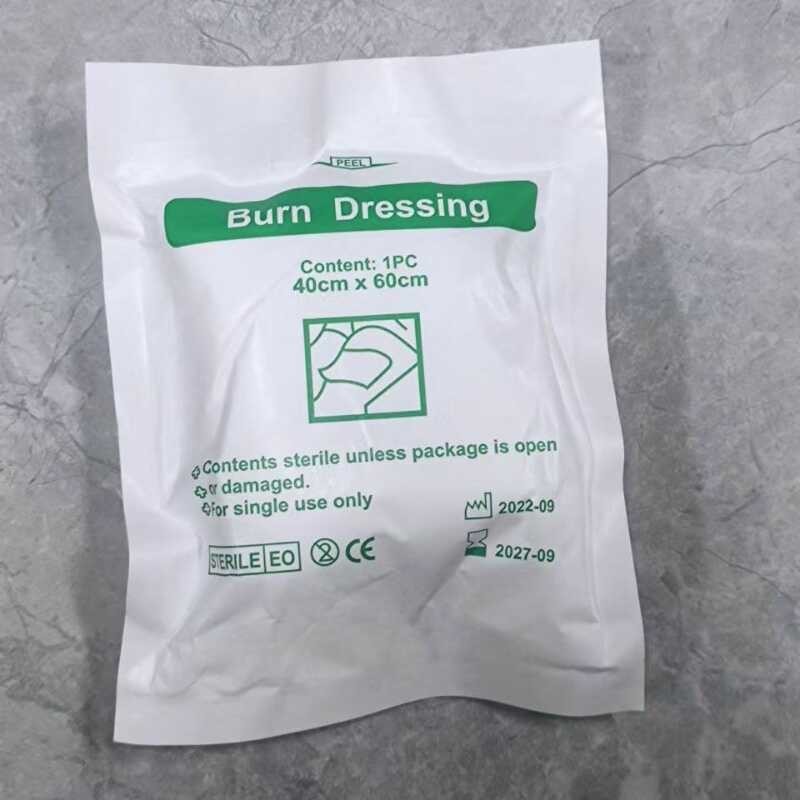 PEEL
Burn Dressing
Content: 1PC
40cm x 60cm
Contents sterile unless package is open
or damaged.
For single use only
2022-09
STERILE EO 2 CE
2027-09